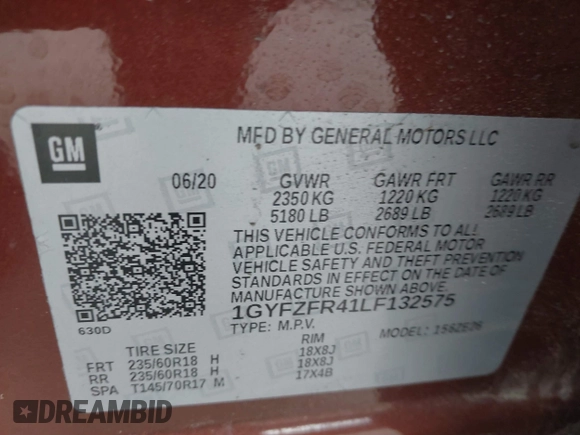 GM
MFD BY GENERAL MOTORS LLC
06/20 GVWR GAWR FRT GAWR RR
2350 KG 1220 KG 1220 KG
5180 LB 2689 LB 2689 LB
THIS VEHICLE CONFORMS TO ALL
APPLICABLE U.S. FEDERAL MOTOR
VEHICLE SAFETY AND THEFT PREVENTION
STANDARDS IN EFFECT ON THE DATE OF
MANUFACTURE SHOWN ABOVE.
1GYFZFR41LF132575
630D
TYPE: M.P.V. MODEL:
TIRE SIZE RIM
FRT 235/60R18 H 18X8J
RR 235/60R18 H 18X8J
SPA T145/70R17 M 17X4B
DREAMBID